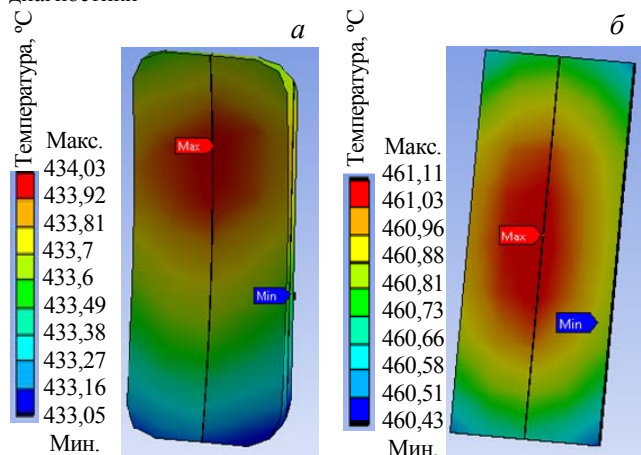 диагностики
а
Температура, ºС
Макс.
434,03
433,92
433,81
433,7
433,6
433,49
433,38
433,27
433,16
433,05
Мин.
Max
Min
б
Температура, ºС
Макс.
461,11
461,03
460,96
460,88
460,81
460,73
460,66
460,58
460,51
460,43
Мин.
Max
Min